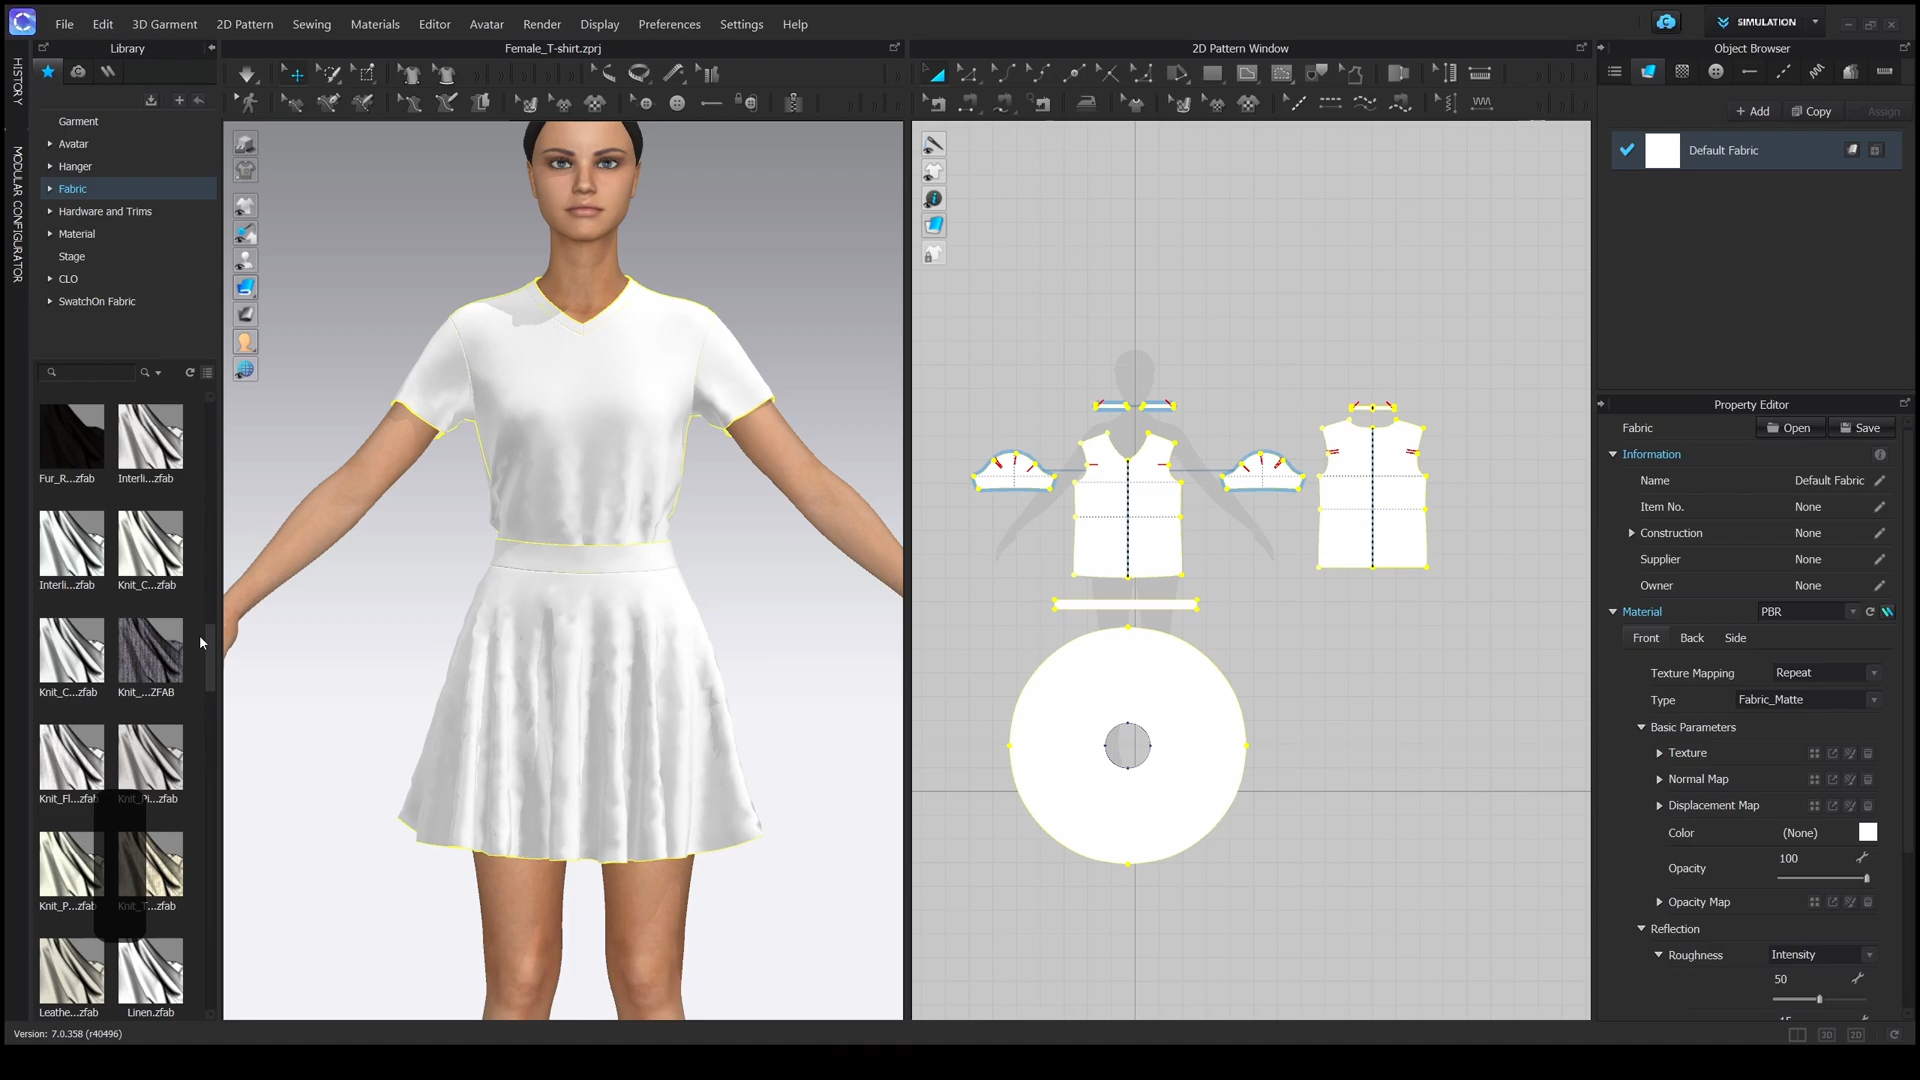 File Edit 3D Garment 2D Pattern Sewing Materials Editor Avatar Render Display Preferences Settings Help
SIMULATION
Library
Female_T-shirt.zprj
2D Pattern Window
Object Browser
HISTORY
MODULAR CONFIGURATOR
Garment
Avatar
Hanger
Fabric
Hardware and Trims
Material
Stage
CLO
SwatchOn Fabric
Fur_R...zfab
Interli...zfab
Interli...zfab
Knit_C...zfab
Knit_C...zfab
Knit_...ZFAB
Knit_Fl...zfab
Knit_Pi...zfab
Knit_P...zfab
Knit_T...zfab
Leathe...zfab
Linen.zfab
+ Add
Copy
Assign
Default Fabric
Property Editor
Fabric
Open
Save
Information
Name Default Fabric
Item No. None
Construction None
Supplier None
Owner None
Material PBR
Front Back Side
Texture Mapping Repeat
Type Fabric_Matte
Basic Parameters
Texture
Normal Map
Displacement Map
Color (None)
Opacity 100
Opacity Map
Reflection
Roughness Intensity
50
Version: 7.0.358 (r40496)
3D
2D